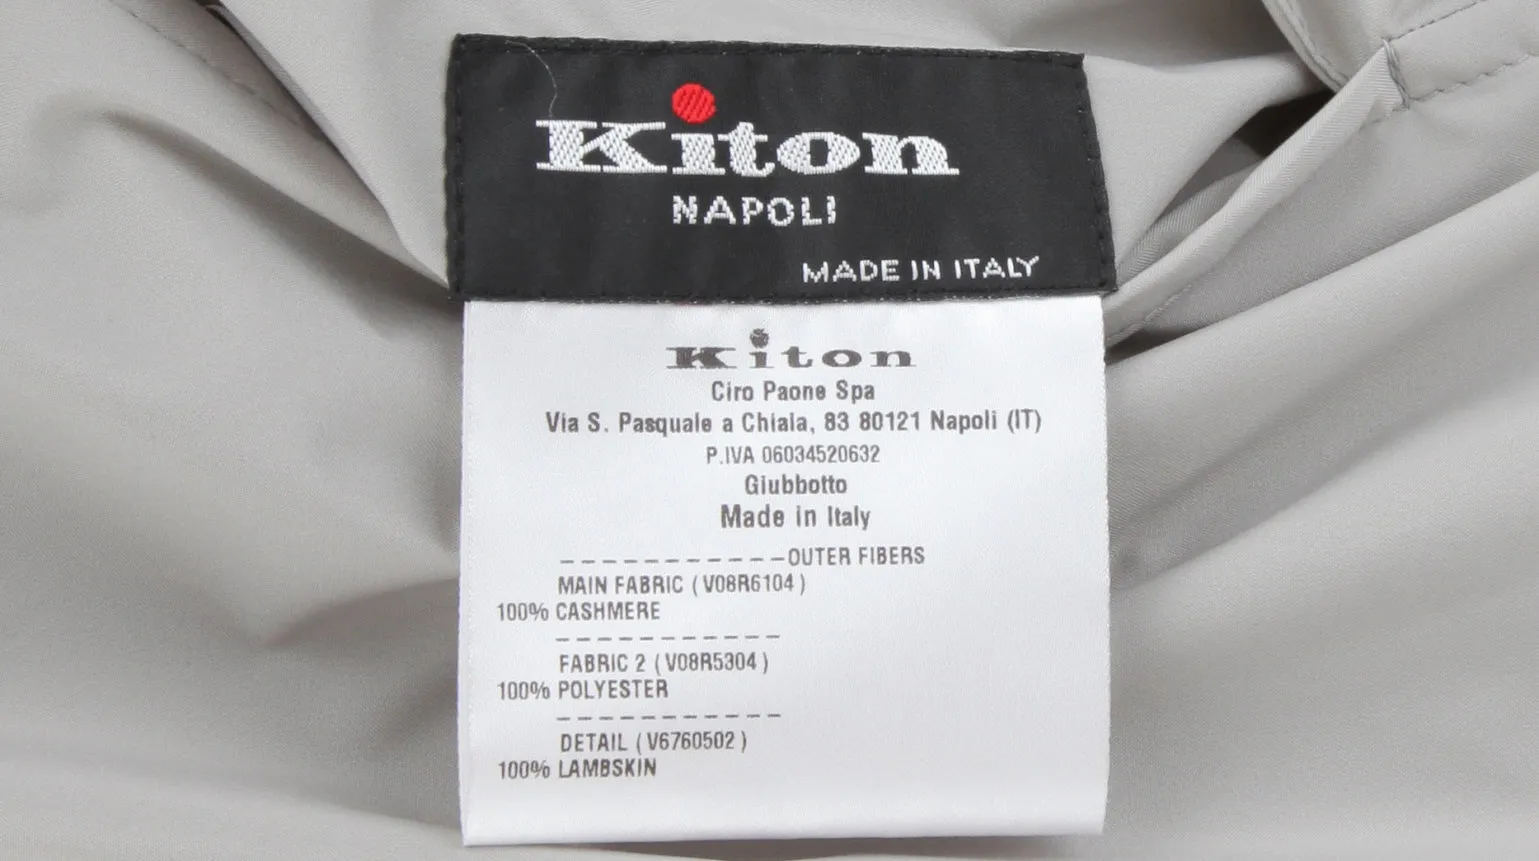 Kiton
NAPOLI
MADE IN ITALY
Kiton
Ciro Paone Spa
Via S. Pasquale a Chiaia, 83 80121 Napoli (IT)
P.IVA 06034520632
Giubbotto
Made in Italy
------------OUTER FIBERS
MAIN FABRIC (V08R6104)
100% CASHMERE
------------
FABRIC 2 (V08R5304)
100% POLYESTER
------------
DETAIL (V6760502)
100% LAMBSKIN